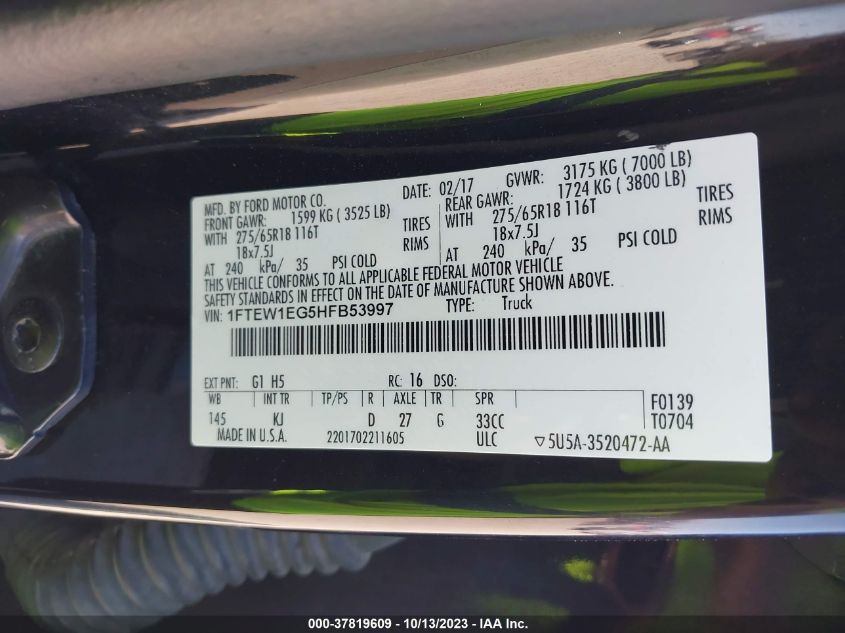 MFD. BY FORD MOTOR CO. DATE: 02/17 GVWR: 3175 KG ( 7000 LB)
FRONT GAWR: 1599 KG ( 3525 LB) REAR GAWR: 1724 KG ( 3800 LB)
WITH 275/65R18 116T TIRES WITH 275/65R18 116T TIRES
18x7.5J RIMS 18x7.5J RIMS
AT 240 kPa/ 35 PSI COLD AT 240 kPa/ 35 PSI COLD
THIS VEHICLE CONFORMS TO ALL APPLICABLE FEDERAL MOTOR VEHICLE
SAFETY STANDARDS IN EFFECT ON THE DATE OF MANUFACTURE SHOWN ABOVE.
VIN: 1FTEW1EG5HFB53997 TYPE: Truck
EXT PNT: G1 H5 RC: 16 DSO:
WB INT TR TP/PS R AXLE TR SPR F0139
145 KJ D 27 G 33CC T0704
MADE IN U.S.A. 2201702211605 ULC ▽5U5A-3520472-AA
000-37819609 - 10/13/2023 - IAA Inc.